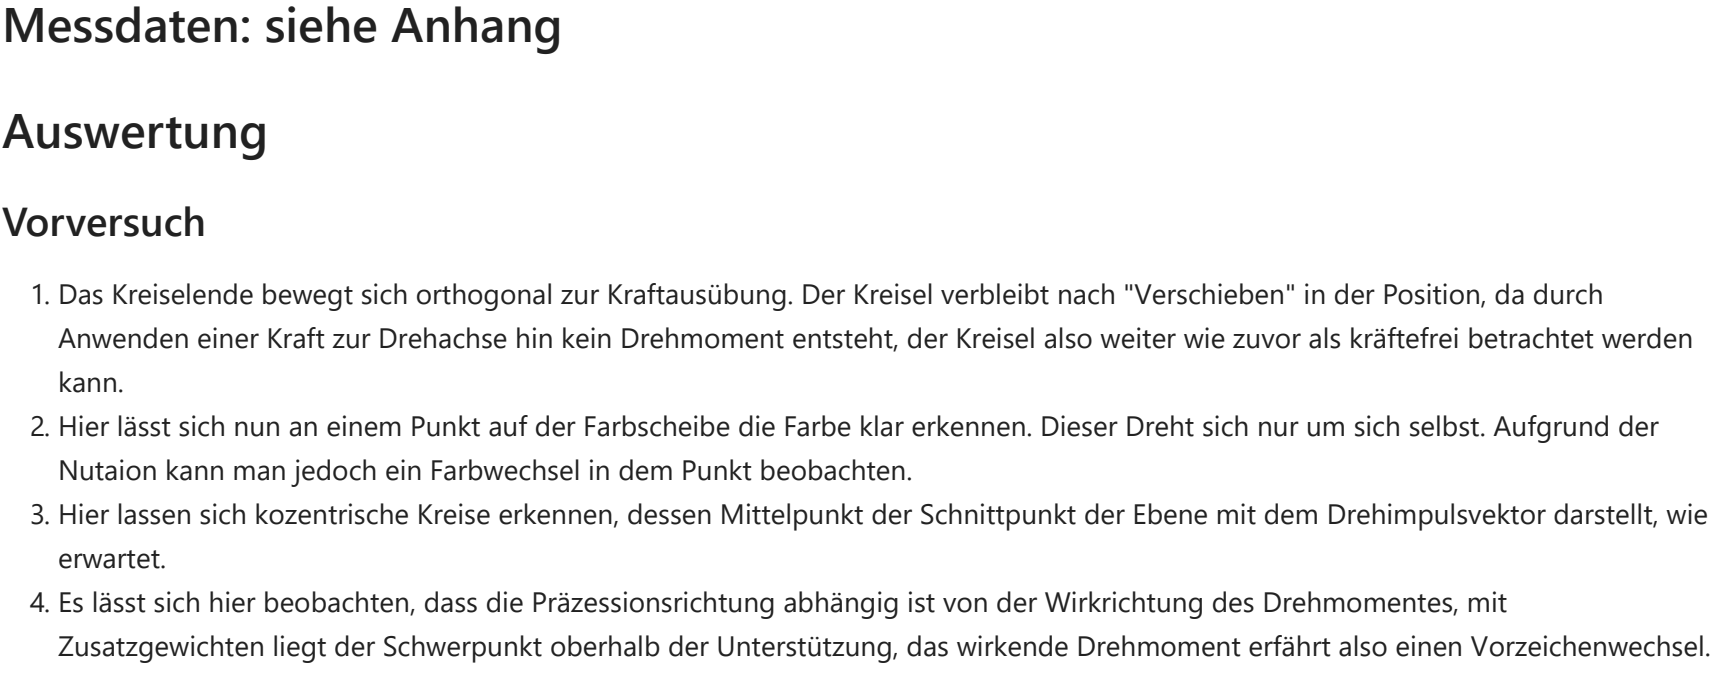 Messdaten: siehe Anhang
Auswertung
Vorversuch
1. Das Kreiselende bewegt sich orthogonal zur Kraftausübung. Der Kreisel verbleibt nach "Verschieben" in der Position, da durch
Anwenden einer Kraft zur Drehachse hin kein Drehmoment entsteht, der Kreisel also weiter wie zuvor als kräftefrei betrachtet werden
kann.
2. Hier lässt sich nun an einem Punkt auf der Farbscheibe die Farbe klar erkennen. Dieser Dreht sich nur um sich selbst. Aufgrund der
Nutaion kann man jedoch ein Farbwechsel in dem Punkt beobachten.
3. Hier lassen sich kozentrische Kreise erkennen, dessen Mittelpunkt der Schnittpunkt der Ebene mit dem Drehimpulsvektor darstellt, wie
erwartet.
4. Es lässt sich hier beobachten, dass die Präzessionsrichtung abhängig ist von der Wirkrichtung des Drehmomentes, mit
Zusatzgewichten liegt der Schwerpunkt oberhalb der Unterstützung, das wirkende Drehmoment erfährt also einen Vorzeichenwechsel.